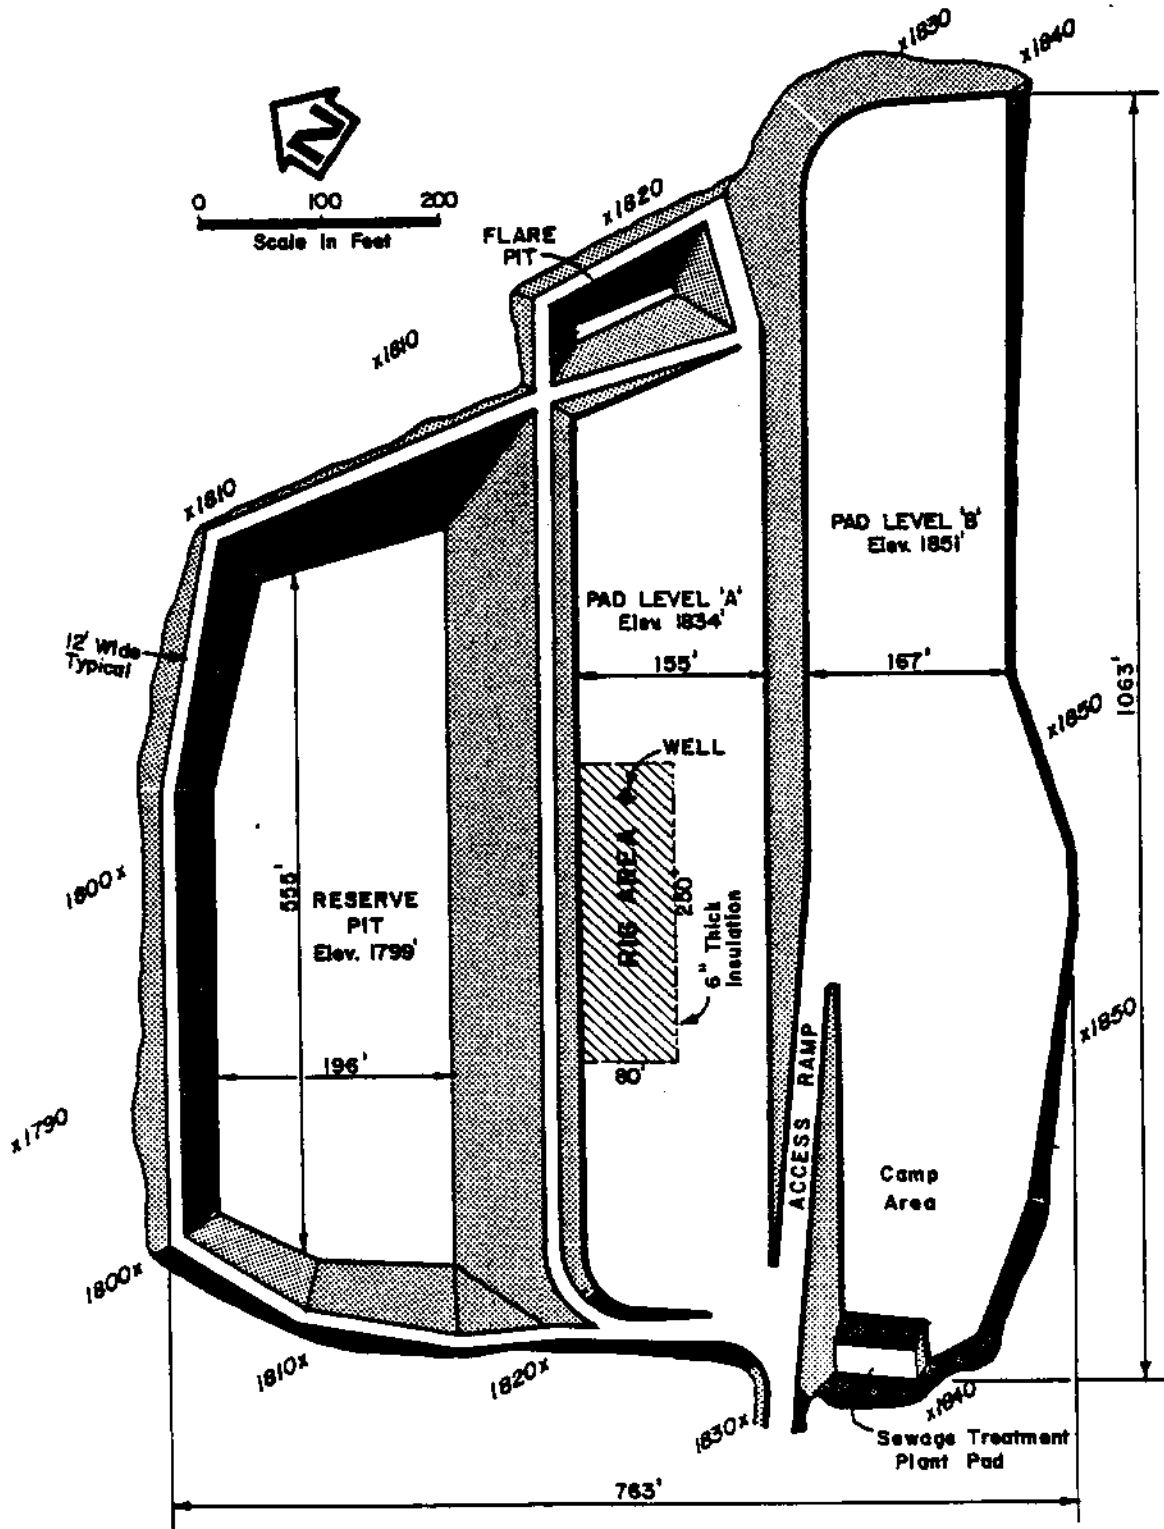 x1830
x1840
N
0 100 200
Scale in Feet
x1820
FLARE
PIT
x1810
x1810
PAD LEVEL 'B'
Elev. 1851'
PAD LEVEL 'A'
Elev. 1834'
12' Wide
Typical
155'
167'
1063'
x1850
WELL
1800x
555'
RESERVE
PIT
Elev. 1799'
RIG AREA
250'
6" Thick
Insulation
x1850
196'
80'
ACCESS RAMP
x1790
Camp
Area
1800x
1810x
1820x
1830x
x1840
Sewage Treatment
Plant Pad
763'